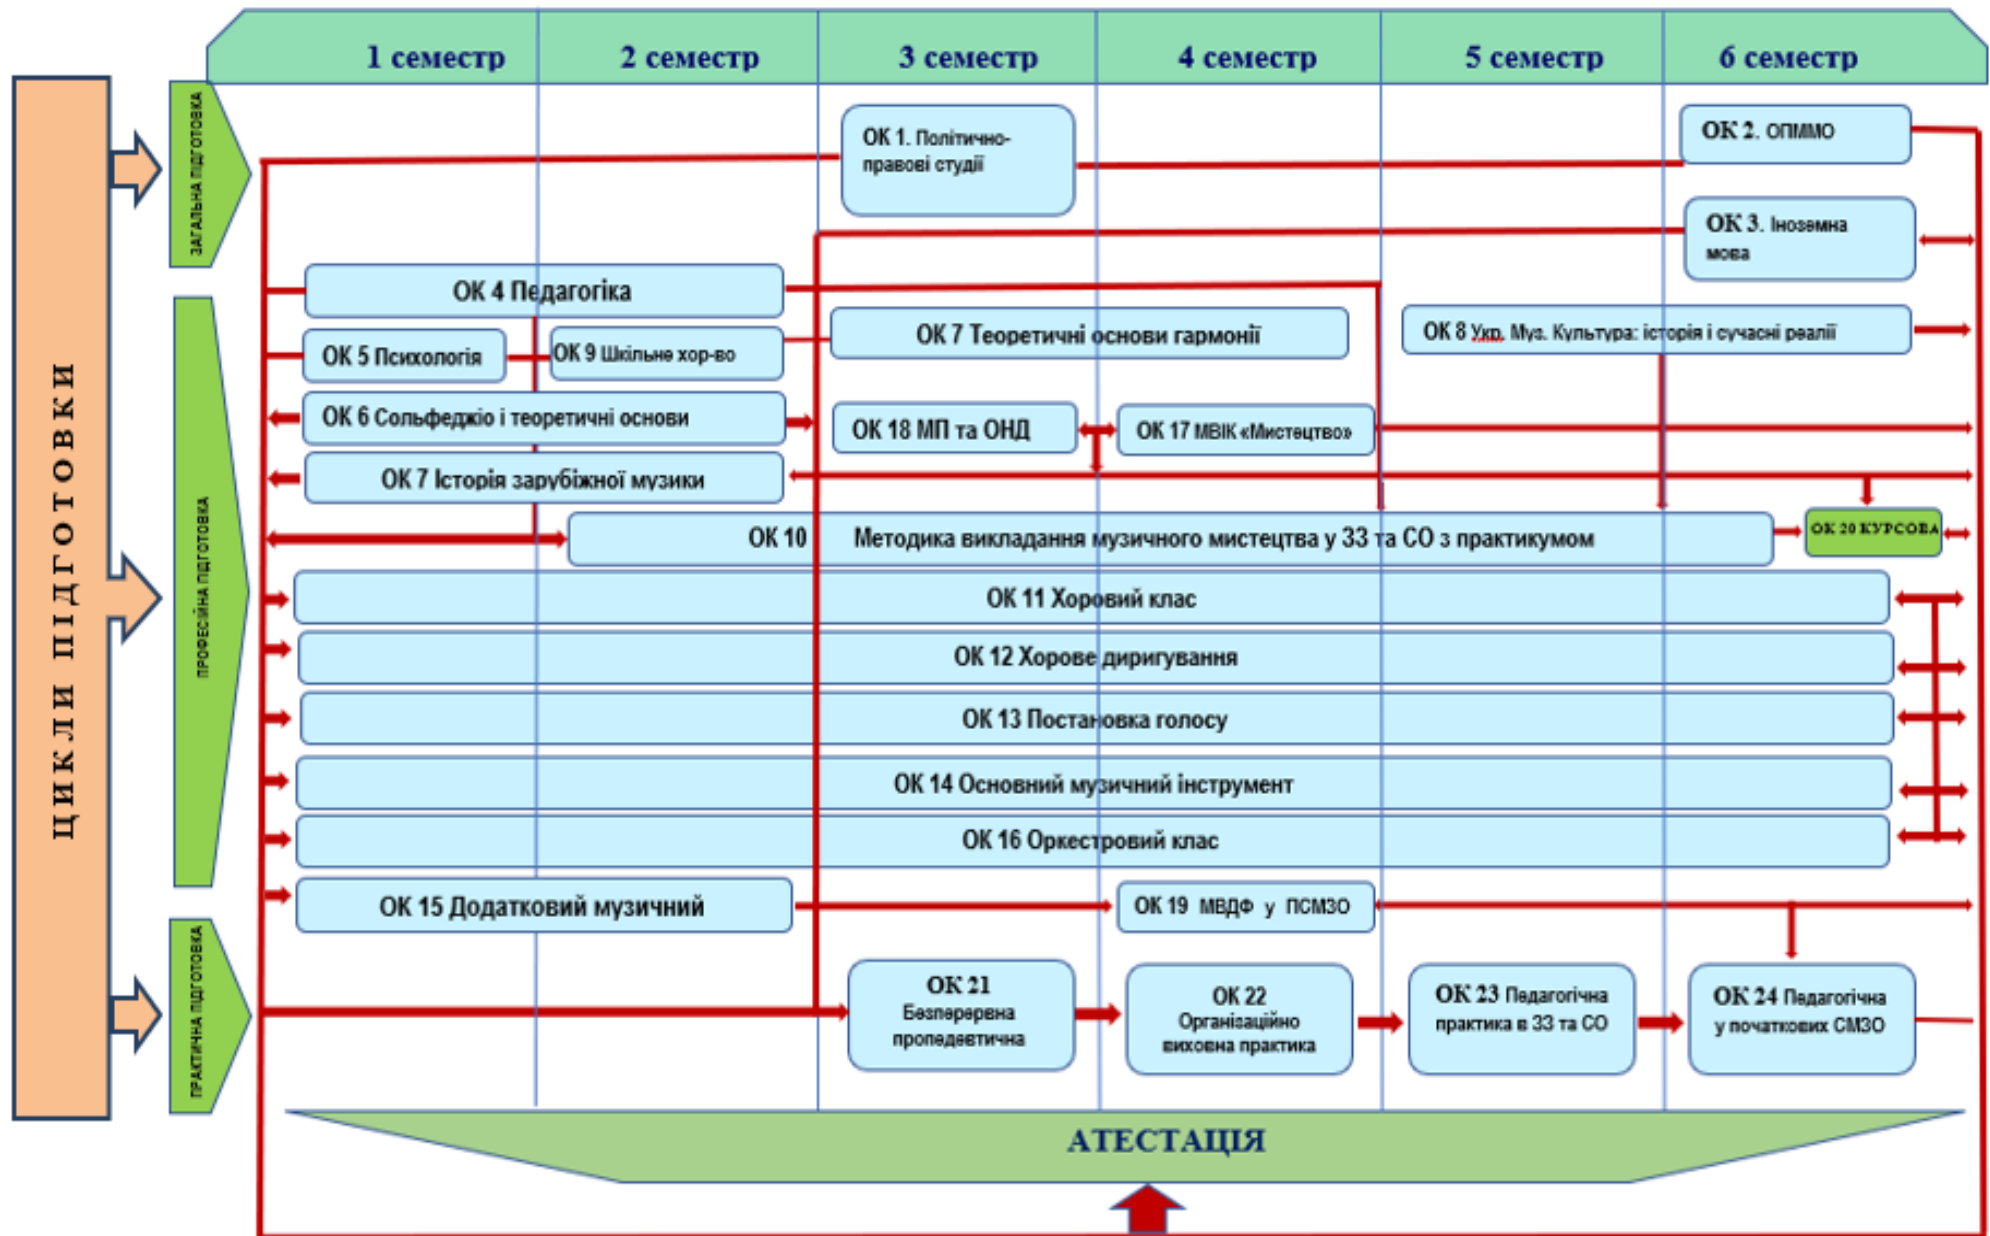 1 семестр
2 семестр
3 семестр
4 семестр
5 семестр
6 семестр
ЦИКЛИ ПІДГОТОВКИ
ЗАГАЛЬНА ПІДГОТОВКА
ОК 1. Політично-
правові студії
ОК 2. ОПММО
ОК 3. Іноземна
мова
ПРОФЕСІЙНА ПІДГОТОВКА
ОК 4 Педагогіка
ОК 5 Психологія
ОК 9 Шкільне хор-во
ОК 7 Теоретичні основи гармонії
ОК 8 Укр. Муз. Культура: історія і сучасні реалії
ОК 6 Сольфеджіо і теоретичні основи
ОК 18 МП та ОНД
ОК 17 МВІК «Мистецтво»
ОК 7 Історія зарубіжної музики
ОК 10 Методика викладання музичного мистецтва у ЗЗ та СО з практикумом
ОК 20 КУРСОВА
ОК 11 Хоровий клас
ОК 12 Хорове диригування
ОК 13 Постановка голосу
ОК 14 Основний музичний інструмент
ОК 16 Оркестровий клас
ОК 15 Додатковий музичний
ОК 19 МВДФ у ПСМЗО
ПРАКТИЧНА ПІДГОТОВКА
ОК 21
Безперервна
пропедевтична
ОК 22
Організаційно
виховна практика
ОК 23 Педагогічна
практика в ЗЗ та СО
ОК 24 Педагогічна
у початкових СМЗО
АТЕСТАЦІЯ